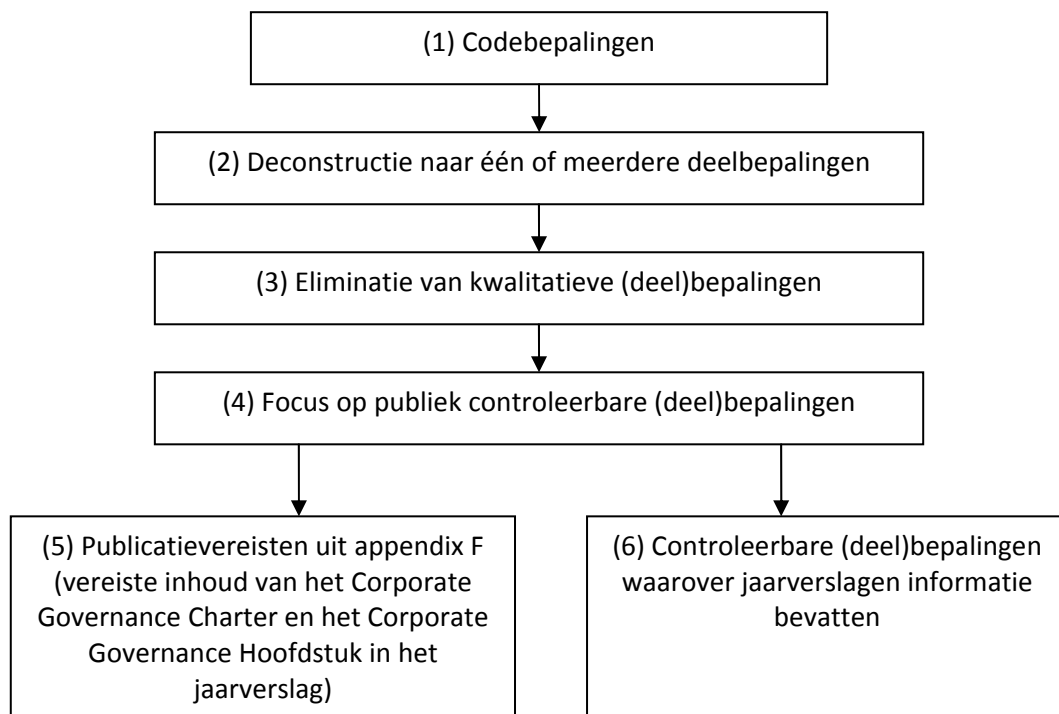 (1) Codebepalingen
(2) Deconstructie naar één of meerdere deelbepalingen
(3) Eliminatie van kwalitatieve (deel)bepalingen
(4) Focus op publiek controleerbare (deel)bepalingen
(5) Publicatievereisten uit appendix F
(vereiste inhoud van het Corporate
Governance Charter en het Corporate
Governance Hoofdstuk in het
jaarverslag)
(6) Controleerbare (deel)bepalingen
waarover jaarverslagen informatie
bevatten